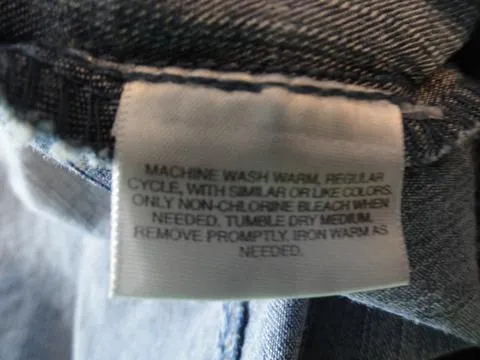 MACHINE WASH WARM, REGULAR
CYCLE, WITH SIMILAR OR LIKE COLORS.
ONLY NON-CHLORINE BLEACH WHEN
NEEDED. TUMBLE DRY MEDIUM.
REMOVE PROMPTLY. IRON WARM AS
NEEDED.